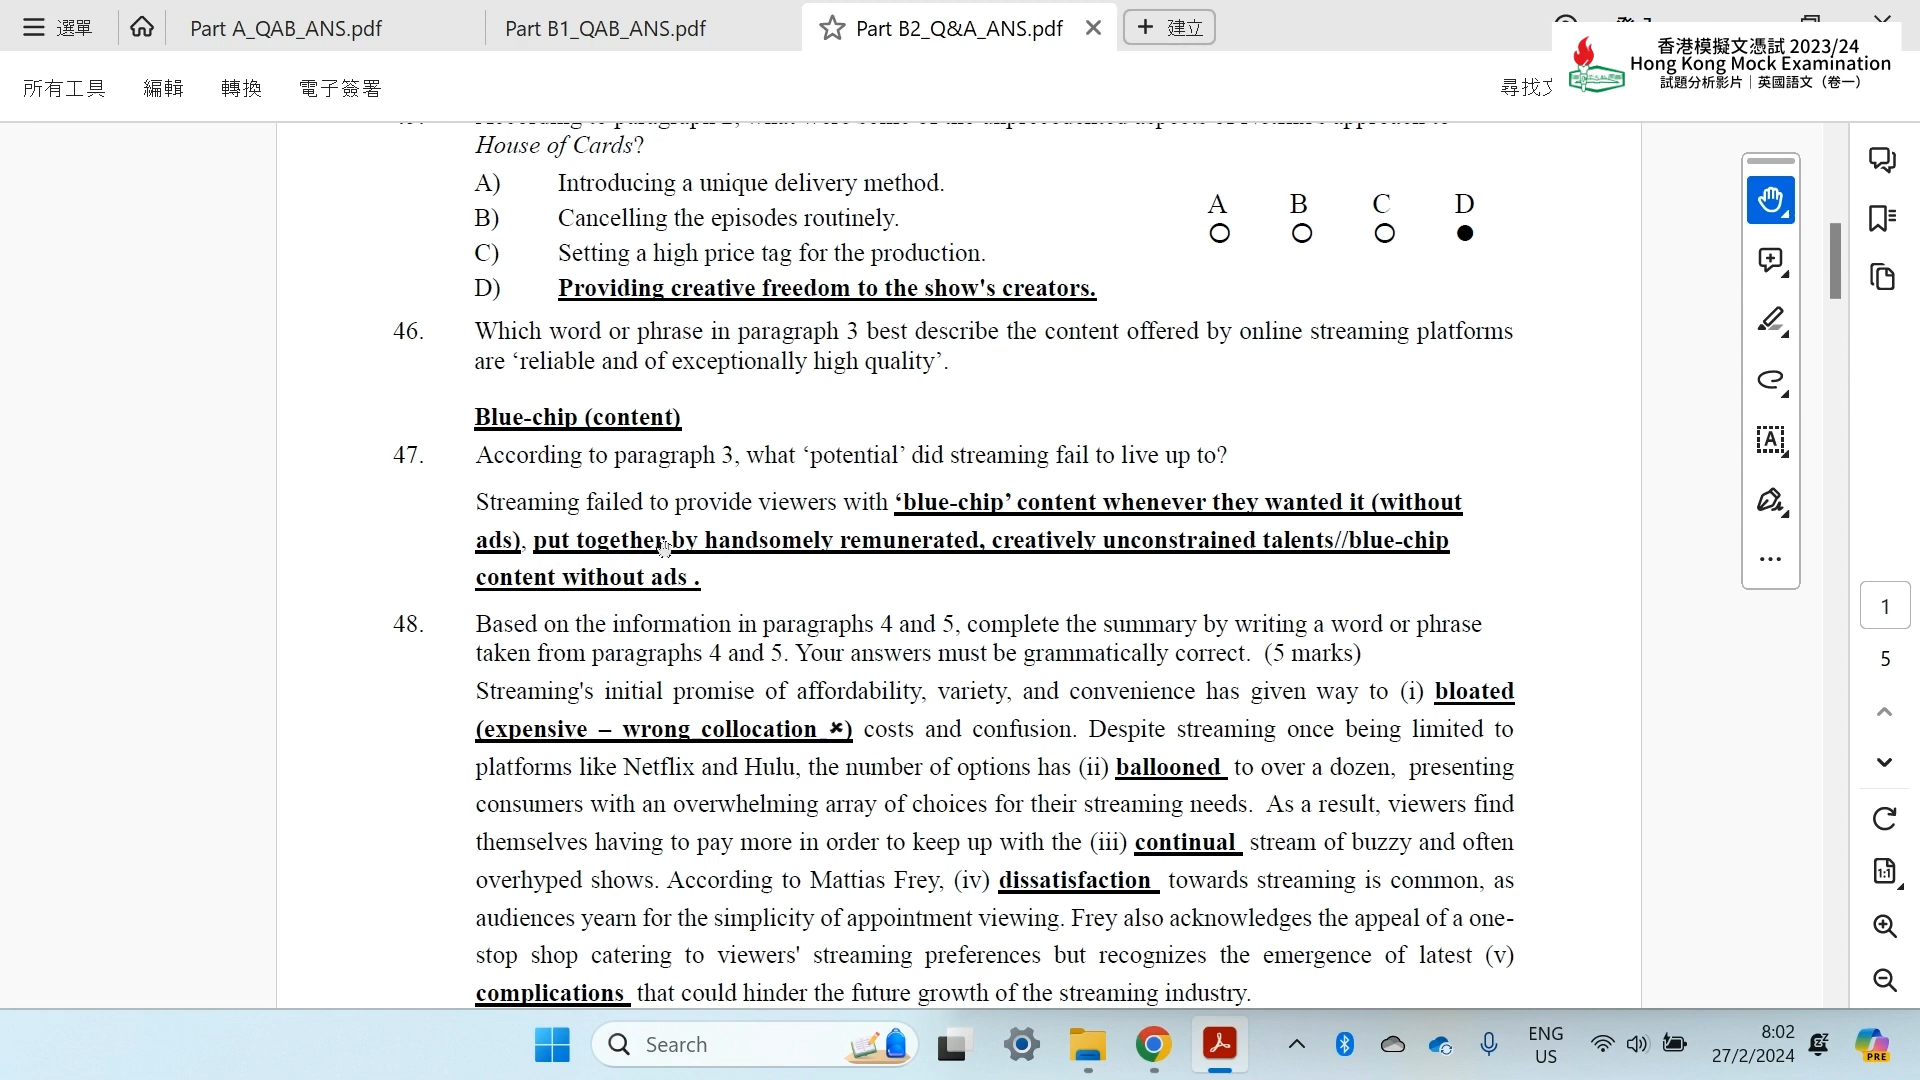 選單
Part A_QAB_ANS.pdf
Part B1_QAB_ANS.pdf
Part B2_Q&A_ANS.pdf
建立
所有工具
編輯
轉換
電子簽署
尋找文
香港模擬文憑試 2023/24
Hong Kong Mock Examination
試題分析影片｜英國語文（卷一）
House of Cards?
A) Introducing a unique delivery method.
B) Cancelling the episodes routinely.
C) Setting a high price tag for the production.
D) Providing creative freedom to the show's creators.
A B C D
46. Which word or phrase in paragraph 3 best describe the content offered by online streaming platforms
are ‘reliable and of exceptionally high quality’.
Blue-chip (content)
47. According to paragraph 3, what ‘potential’ did streaming fail to live up to?
Streaming failed to provide viewers with ‘blue-chip’ content whenever they wanted it (without
ads), put together by handsomely remunerated, creatively unconstrained talents//blue-chip
content without ads .
48. Based on the information in paragraphs 4 and 5, complete the summary by writing a word or phrase
taken from paragraphs 4 and 5. Your answers must be grammatically correct. (5 marks)
Streaming's initial promise of affordability, variety, and convenience has given way to (i) bloated
(expensive – wrong collocation ×) costs and confusion. Despite streaming once being limited to
platforms like Netflix and Hulu, the number of options has (ii) ballooned to over a dozen, presenting
consumers with an overwhelming array of choices for their streaming needs. As a result, viewers find
themselves having to pay more in order to keep up with the (iii) continual stream of buzzy and often
overhyped shows. According to Mattias Frey, (iv) dissatisfaction towards streaming is common, as
audiences yearn for the simplicity of appointment viewing. Frey also acknowledges the appeal of a one-
stop shop catering to viewers' streaming preferences but recognizes the emergence of latest (v)
complications that could hinder the future growth of the streaming industry.
1
5
Search
ENG
US
8:02
27/2/2024
PRE